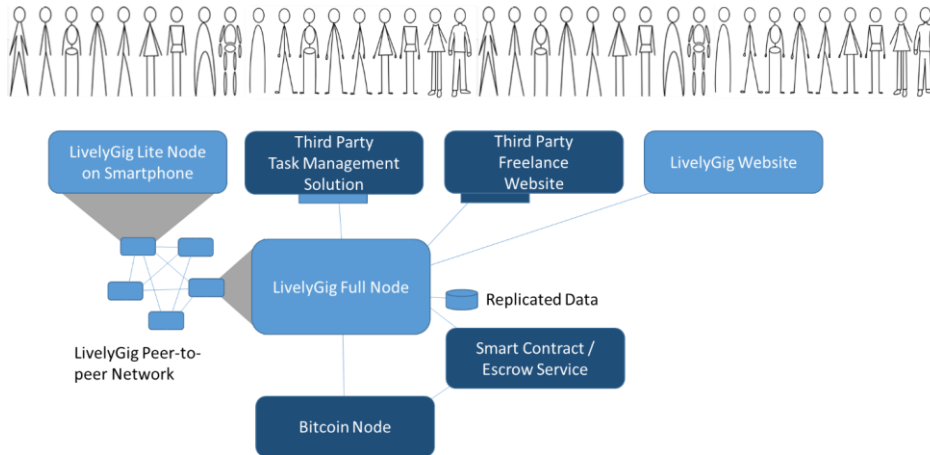 LivelyGig Lite Node
on Smartphone
Third Party
Task Management
Solution
Third Party
Freelance
Website
LivelyGig Website
LivelyGig Full Node
Replicated Data
LivelyGig Peer-to-
peer Network
Smart Contract /
Escrow Service
Bitcoin Node